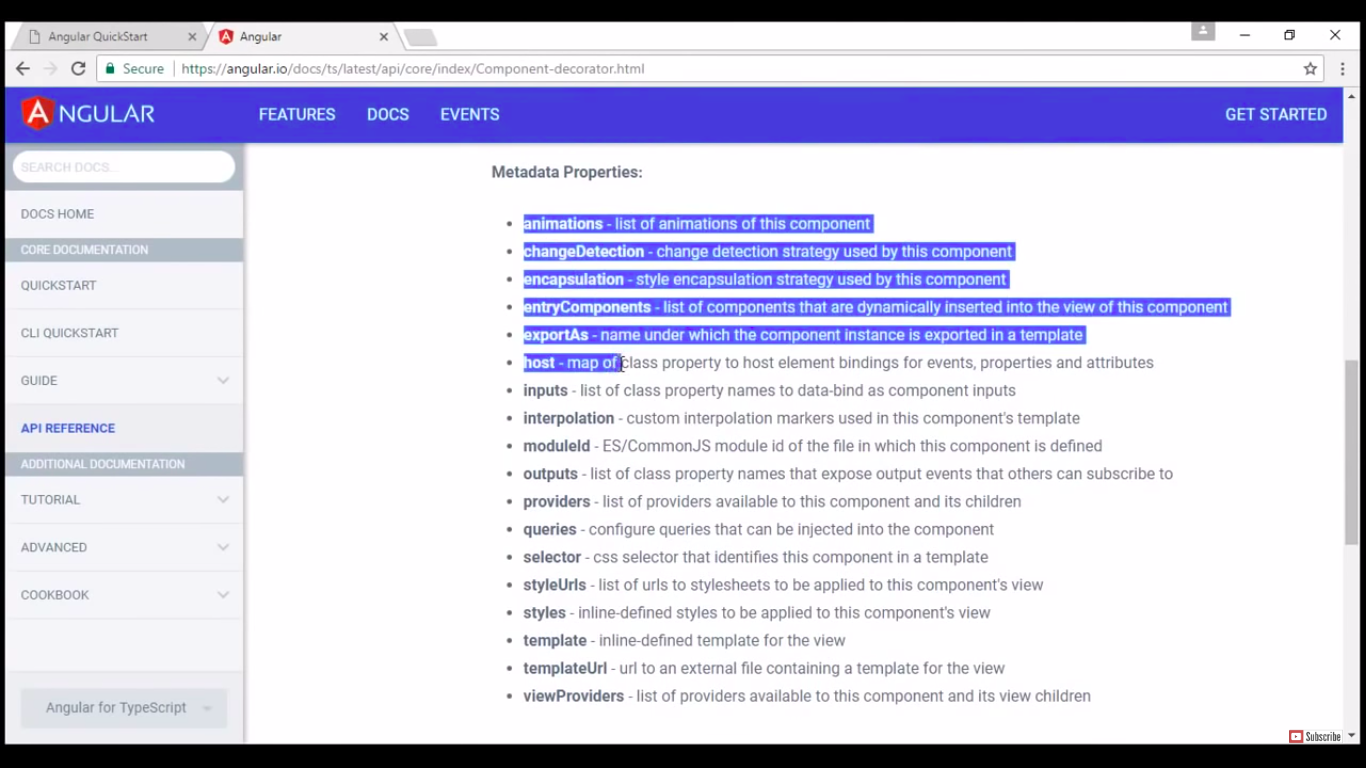 Angular QuickStart
Angular
Secure
https://angular.io/docs/ts/latest/api/core/index/Component-decorator.html
ANGULAR
FEATURES
DOCS
EVENTS
GET STARTED
SEARCH DOCS...
DOCS HOME
CORE DOCUMENTATION
QUICKSTART
CLI QUICKSTART
GUIDE
API REFERENCE
ADDITIONAL DOCUMENTATION
TUTORIAL
ADVANCED
COOKBOOK
Angular for TypeScript
Metadata Properties:
animations - list of animations of this component
changeDetection - change detection strategy used by this component
encapsulation - style encapsulation strategy used by this component
entryComponents - list of components that are dynamically inserted into the view of this component
exportAs - name under which the component instance is exported in a template
host - map of class property to host element bindings for events, properties and attributes
inputs - list of class property names to data-bind as component inputs
interpolation - custom interpolation markers used in this component's template
moduleId - ES/CommonJS module id of the file in which this component is defined
outputs - list of class property names that expose output events that others can subscribe to
providers - list of providers available to this component and its children
queries - configure queries that can be injected into the component
selector - css selector that identifies this component in a template
styleUrls - list of urls to stylesheets to be applied to this component's view
styles - inline-defined styles to be applied to this component's view
template - inline-defined template for the view
templateUrl - url to an external file containing a template for the view
viewProviders - list of providers available to this component and its view children
Subscribe